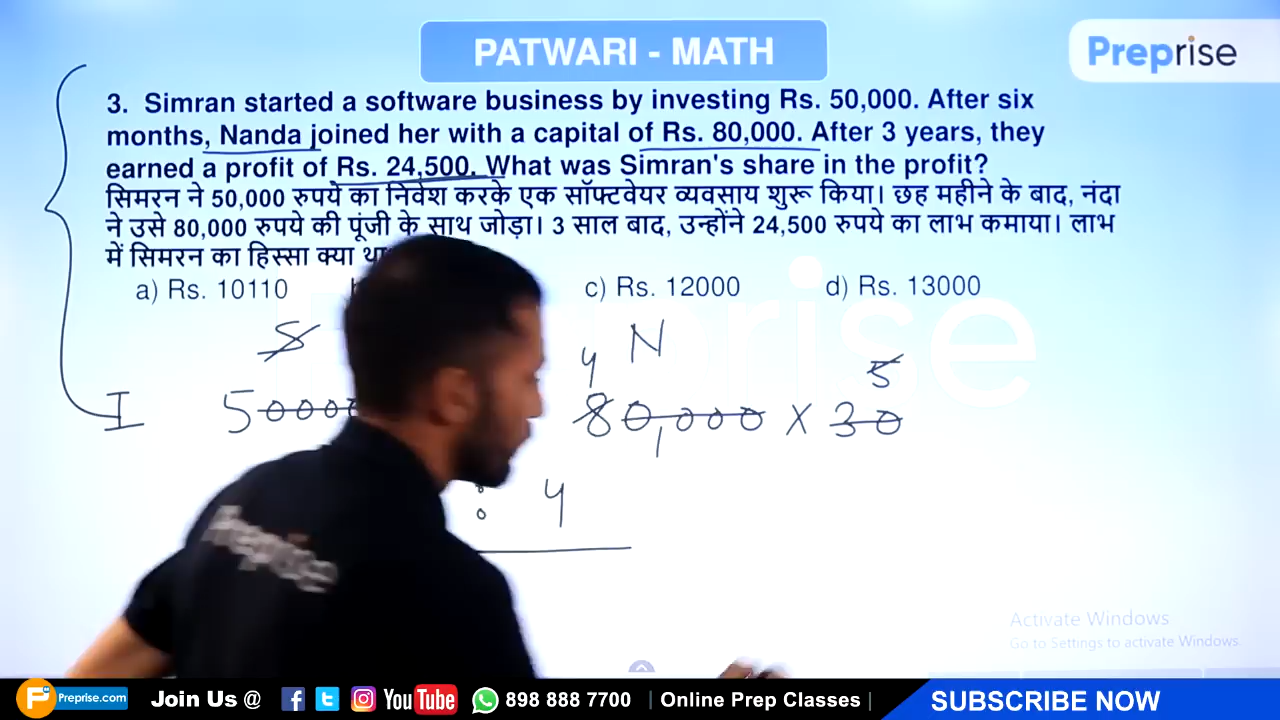 PATWARI - MATH
Preprise
3. Simran started a software business by investing Rs. 50,000. After six
months, Nanda joined her with a capital of Rs. 80,000. After 3 years, they
earned a profit of Rs. 24,500. What was Simran's share in the profit?
सिमरन ने 50,000 रुपये का निवेश करके एक सॉफ्टवेयर व्यवसाय शुरू किया। छह महीने के बाद, नंदा
ने उसे 80,000 रुपये की पूंजी के साथ जोड़ा। 3 साल बाद, उन्होंने 24,500 रुपये का लाभ कमाया। लाभ
में सिमरन का हिस्सा क्या था
a) Rs. 10110 c) Rs. 12000 d) Rs. 13000
S N
4 5
I 50000 80,000 × 30
: 4
Preprise
Activate Windows
Go to Settings to activate Windows.
Preprise.com Join Us @ YouTube 898 888 7700 | Online Prep Classes | SUBSCRIBE NOW